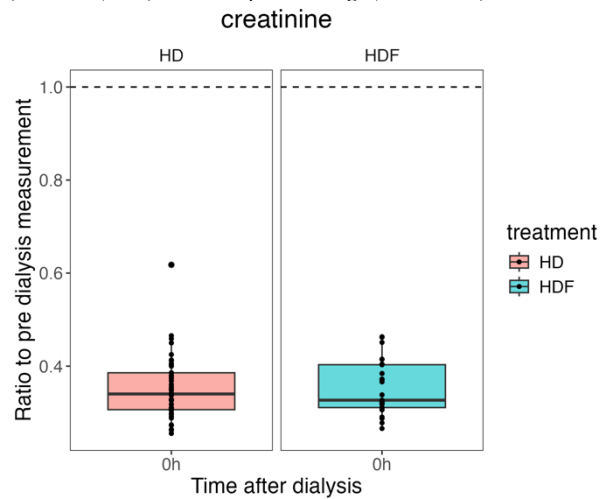 creatinine
HD
HDF
Ratio to pre dialysis measurement
1.0
0.8
0.6
0.4
0h
0h
Time after dialysis
treatment
HD
HDF